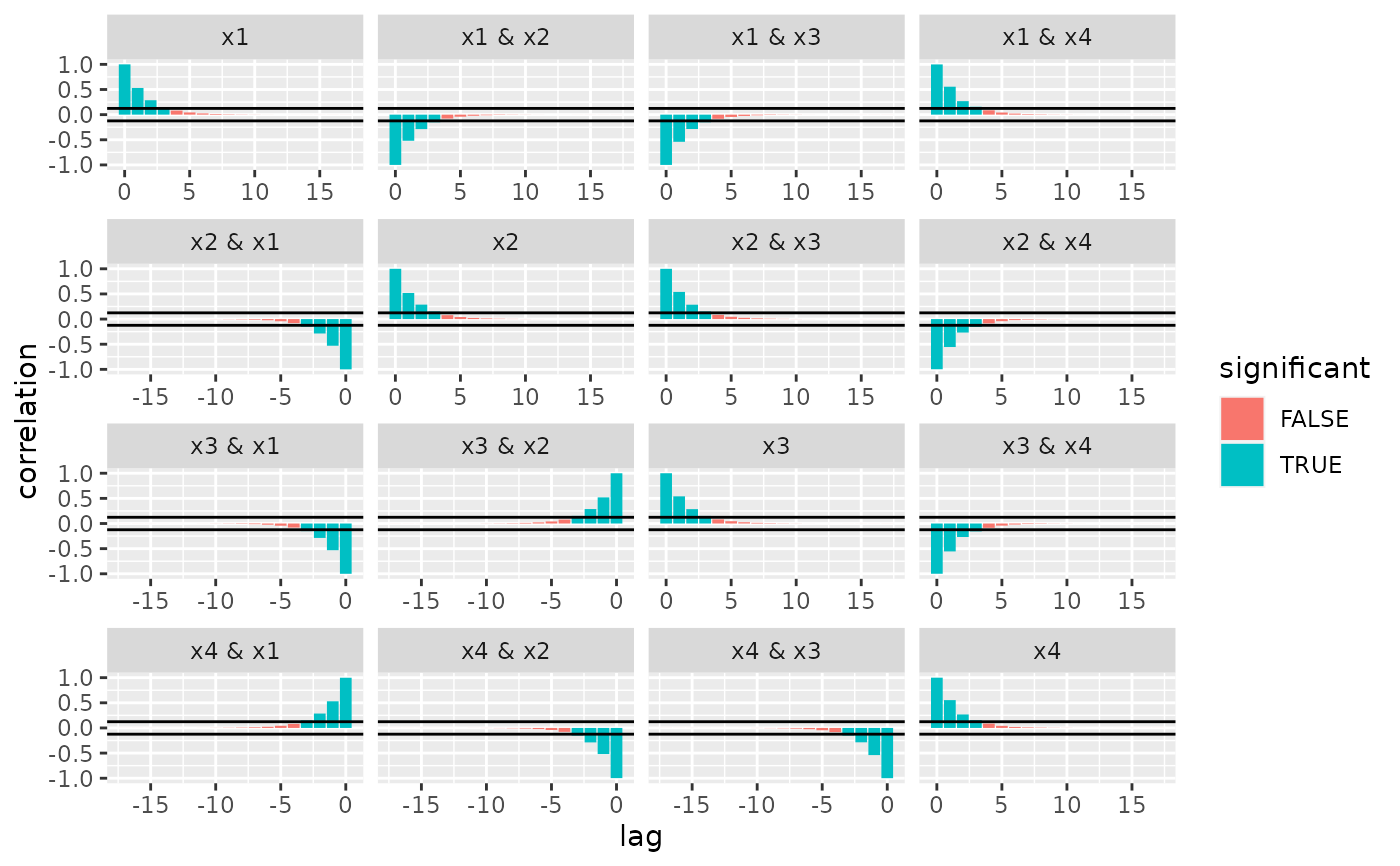 x1 x1 & x2 x1 & x3 x1 & x4
1.0
0.5
0.0
-0.5
-1.0
0 5 10 15 0 5 10 15 0 5 10 15 0 5 10 15
x2 & x1 x2 x2 & x3 x2 & x4
1.0
0.5
0.0
-0.5
-1.0
-15 -10 -5 0 0 5 10 15 0 5 10 15 0 5 10 15
x3 & x1 x3 & x2 x3 x3 & x4
1.0
0.5
0.0
-0.5
-1.0
-15 -10 -5 0 -15 -10 -5 0 0 5 10 15 0 5 10 15
x4 & x1 x4 & x2 x4 & x3 x4
1.0
0.5
0.0
-0.5
-1.0
-15 -10 -5 0 -15 -10 -5 0 -15 -10 -5 0 0 5 10 15
lag
correlation
significant
FALSE
TRUE